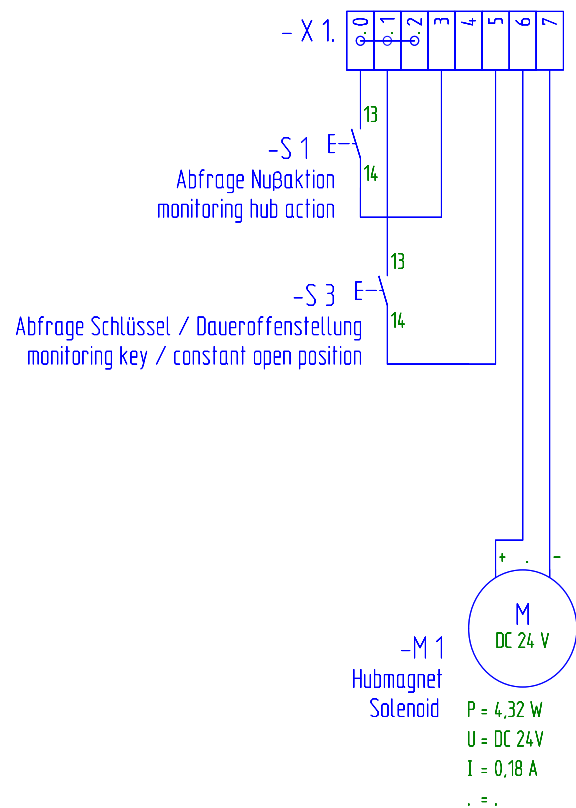 -X 1. .0 .1 .2 3 4 5 6 7
13
-S 1
14
Abfrage Nußaktion
monitoring hub action
13
-S 3
14
Abfrage Schlüssel / Daueroffenstellung
monitoring key / constant open position
+ . -
M
DC 24 V
-M 1
Hubmagnet
Solenoid
P = 4,32 W
U = DC 24V
I = 0,18 A
. = .